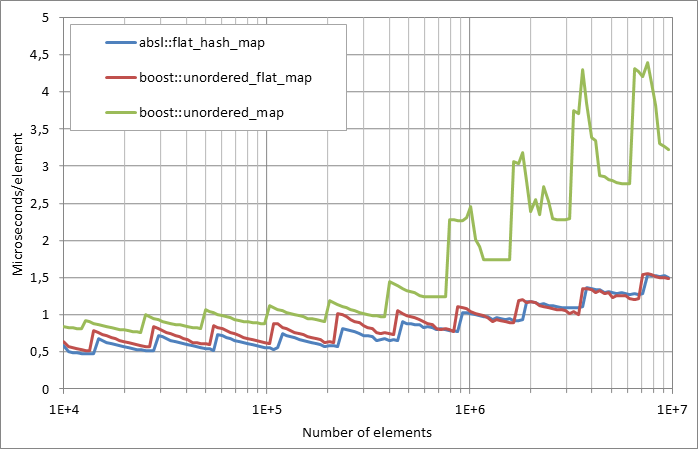 5
4,5
4
3,5
3
2,5
2
1,5
1
0,5
0
Microseconds/element
absl::flat_hash_map
boost::unordered_flat_map
boost::unordered_map
1E+4 1E+5 1E+6 1E+7
Number of elements